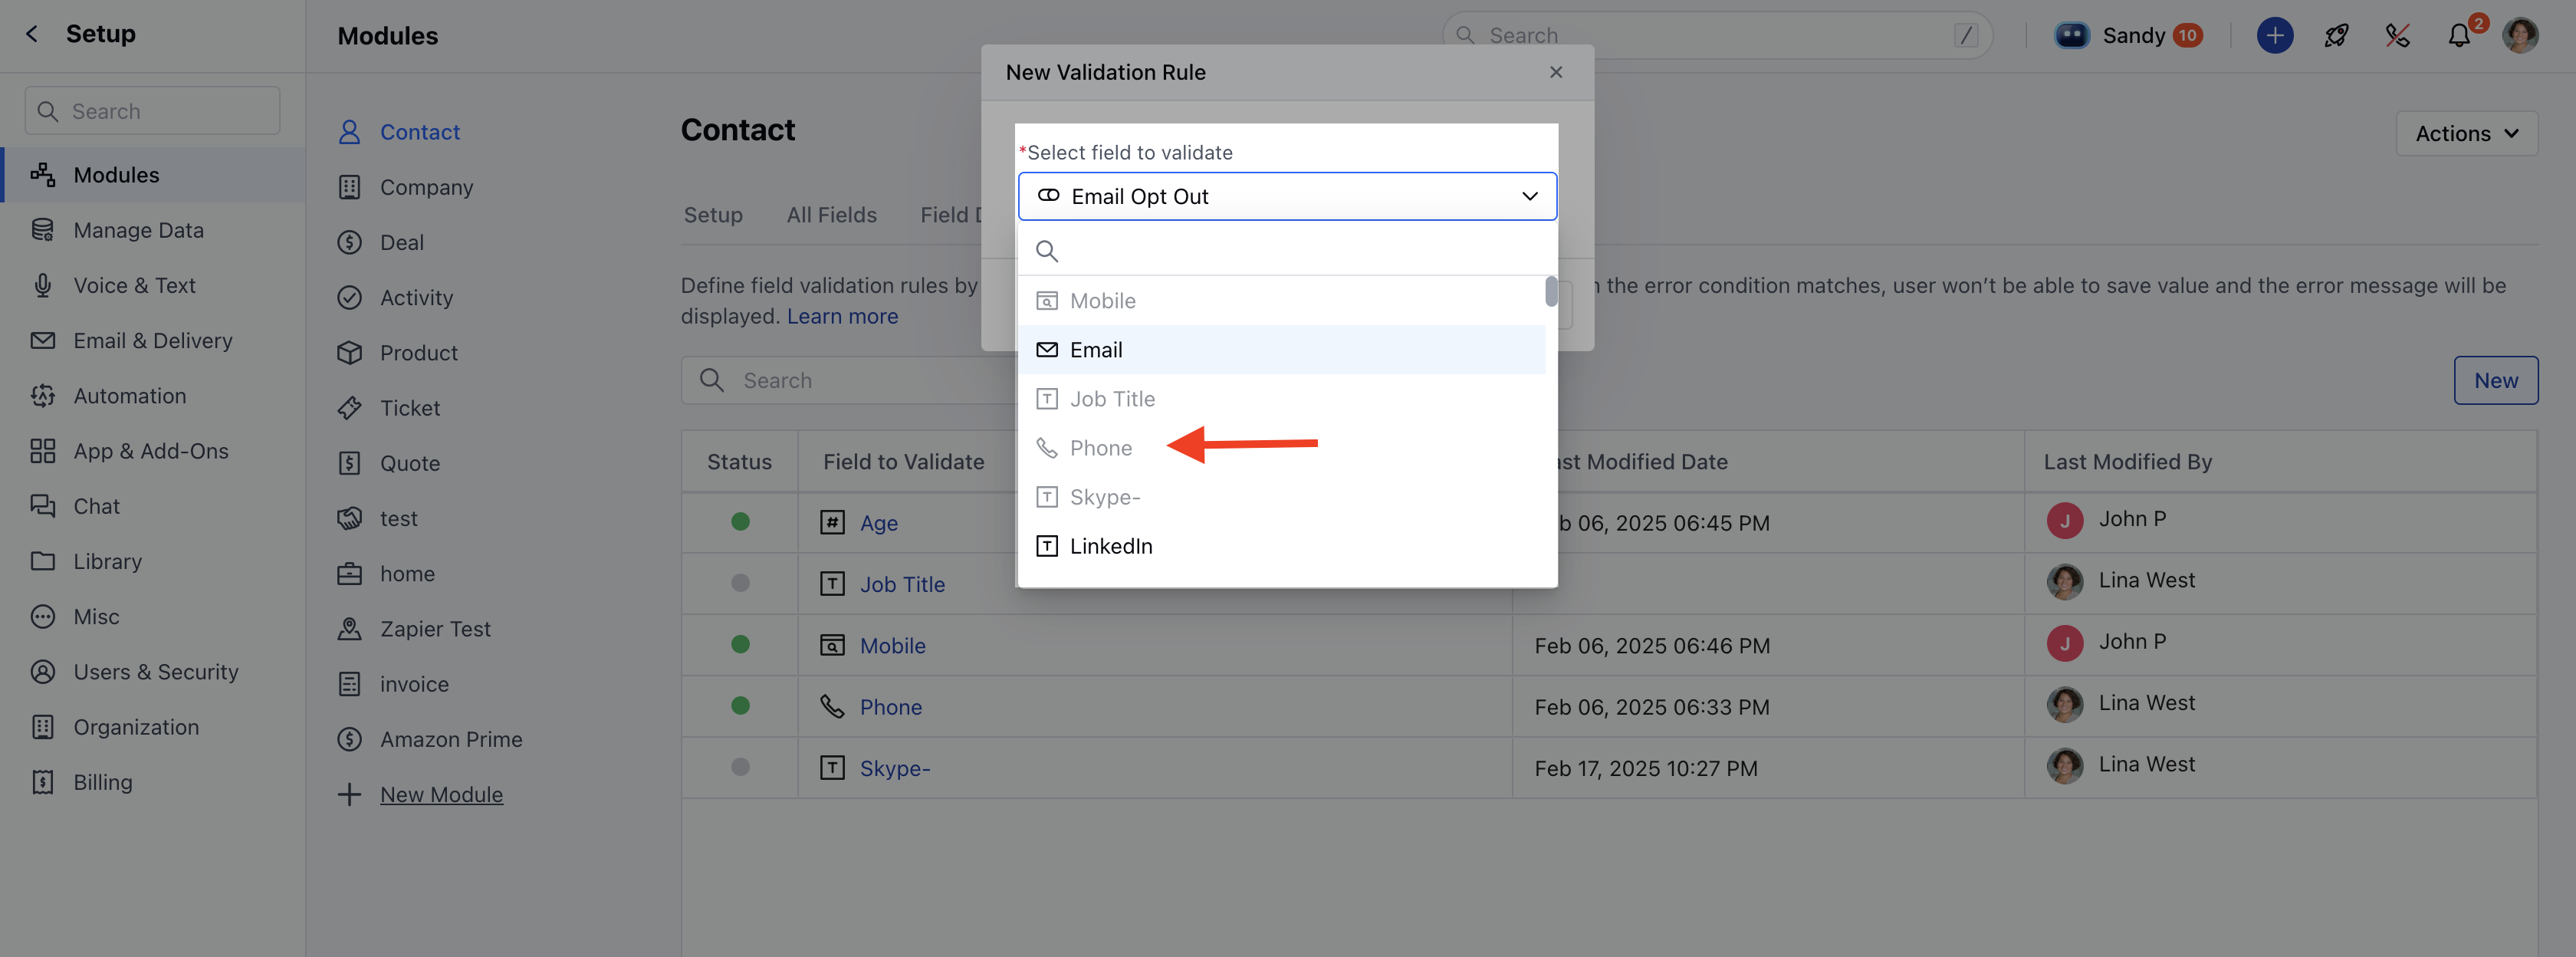 Setup
Modules
Search
/
Sandy 10
2
Search
Modules
Manage Data
Voice & Text
Email & Delivery
Automation
App & Add-Ons
Chat
Library
Misc
Users & Security
Organization
Billing
Contact
Company
Deal
Activity
Product
Ticket
Quote
test
home
Zapier Test
invoice
Amazon Prime
New Module
Contact
Actions
Setup
All Fields
Field
Define field validation rules by
the error condition matches, user won't be able to save value and the error message will be
displayed. Learn more
Search
New
New Validation Rule
*Select field to validate
Email Opt Out
Mobile
Email
Job Title
Phone
Skype-
LinkedIn
Status
Field to Validate
Modified Date
Last Modified By
Age
06, 2025 06:45 PM
J
John P
Job Title
Lina West
Mobile
Feb 06, 2025 06:46 PM
J
John P
Phone
Feb 06, 2025 06:33 PM
Lina West
Skype-
Feb 17, 2025 10:27 PM
Lina West